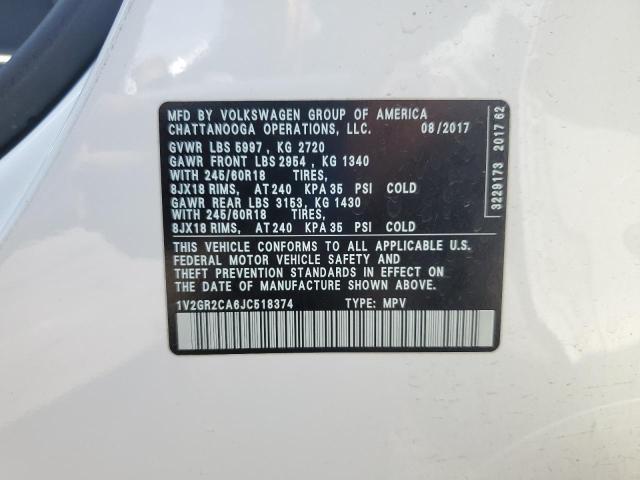 MFD BY VOLKSWAGEN GROUP OF AMERICA
CHATTANOOGA OPERATIONS, LLC. 08/2017
GVWR LBS 5997 , KG 2720
GAWR FRONT LBS 2954 , KG 1340
WITH 245/60R18 TIRES,
8JX18 RIMS, AT 240 KPA 35 PSI COLD
GAWR REAR LBS 3153, KG 1430
WITH 245/60R18 TIRES,
8JX18 RIMS, AT 240 KPA 35 PSI COLD
THIS VEHICLE CONFORMS TO ALL APPLICABLE U.S.
FEDERAL MOTOR VEHICLE SAFETY AND
THEFT PREVENTION STANDARDS IN EFFECT ON
THE DATE OF MANUFACTURE SHOWN ABOVE.
1V2GR2CA6JC518374 TYPE: MPV
3229173 2017 62